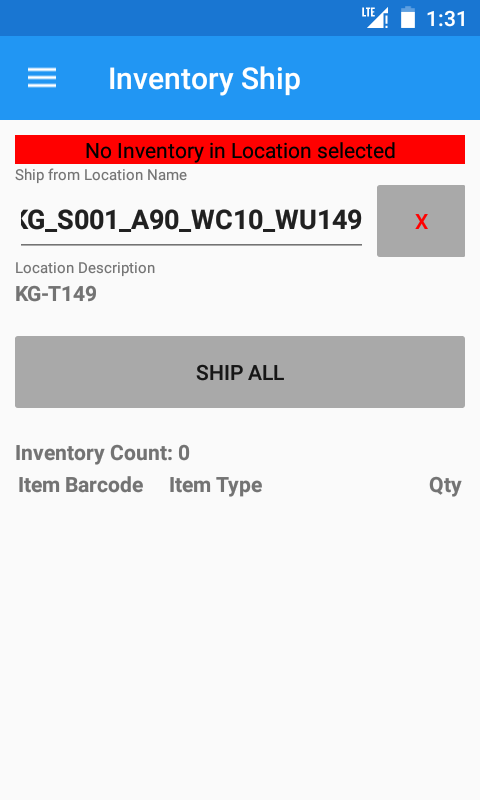 LTE 1:31
Inventory Ship
No Inventory in Location selected
Ship from Location Name
KG_S001_A90_WC10_WU149
X
Location Description
KG-T149
SHIP ALL
Inventory Count: 0
Item Barcode Item Type Qty